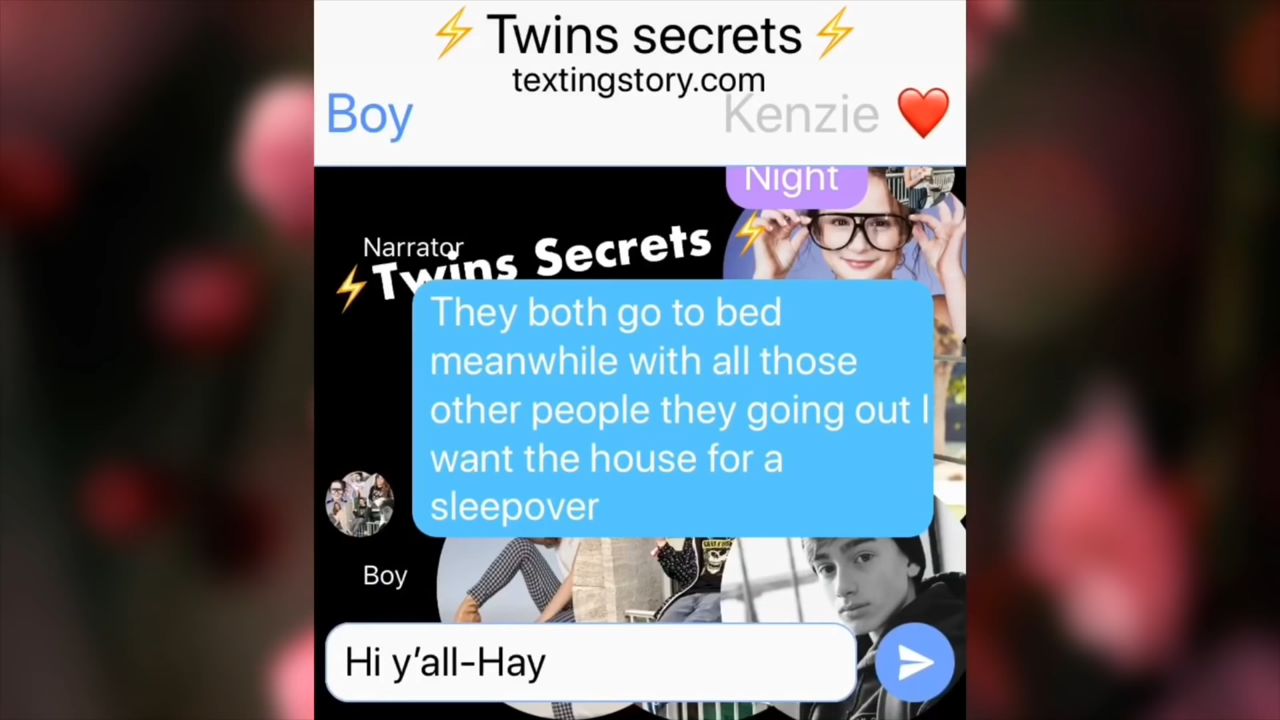 ⚡ Twins secrets ⚡
textingstory.com
Boy
Kenzie ❤️
Night
Narrator
⚡Twins Secrets ⚡
They both go to bed
meanwhile with all those
other people they going out I
want the house for a
sleepover
Boy
Hi y’all-Hay